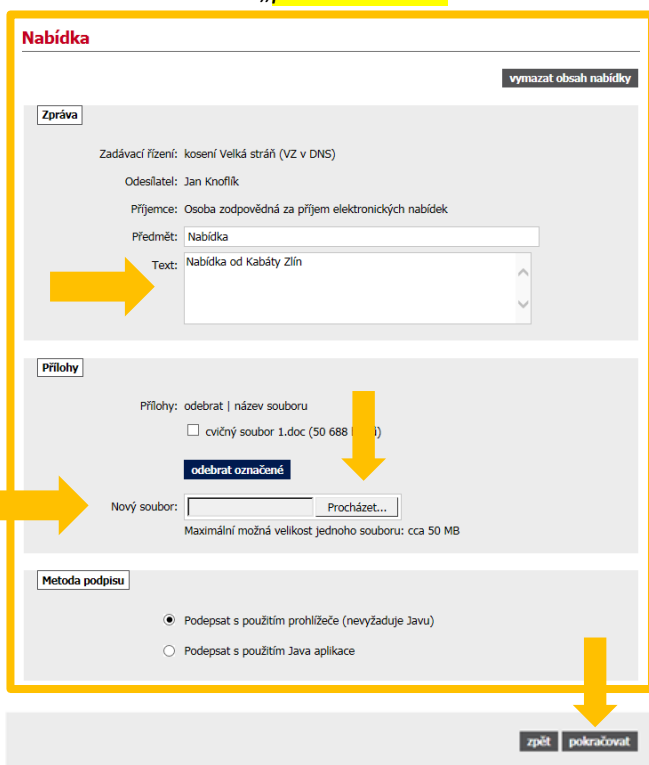 Nabídka
vymazat obsah nabídky
Zpráva
Zadávací řízení: kosení Velká stráň (VZ v DNS)
Odesílatel: Jan Knoflík
Příjemce: Osoba zodpovědná za příjem elektronických nabídek
Předmět: Nabídka
Text: Nabídka od Kabáty Zlín
Přílohy
Přílohy: odebrat | název souboru
cvičný soubor 1.doc (50 688
odebrat označené
Nový soubor: Procházet...
Maximální možná velikost jednoho souboru: cca 50 MB
Metoda podpisu
Podepsat s použitím prohlížeče (nevyžaduje Javu)
Podepsat s použitím Java aplikace
zpět pokračovat